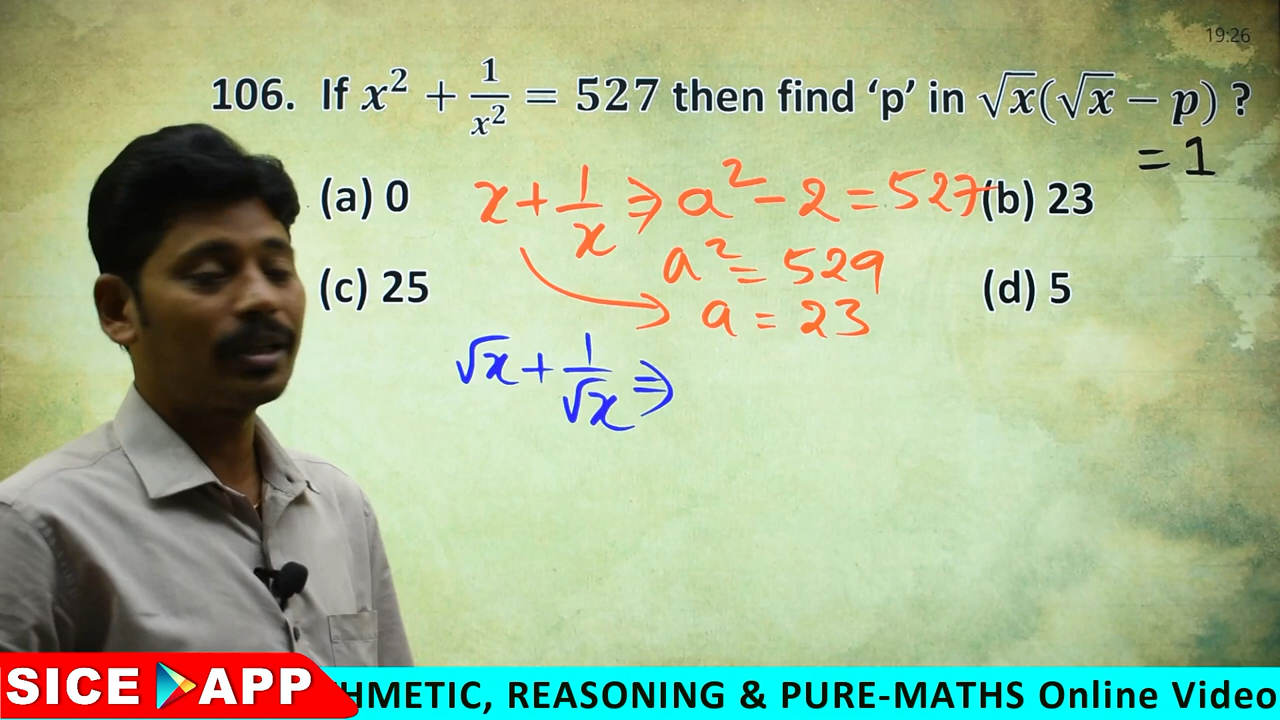 19:26
106. If x² + 1/x² = 527 then find ‘p’ in √x(√x − p) ?
= 1
(a) 0
x + 1/x ⇒ a² − 2 = 527
(b) 23
a² = 529
(c) 25
a = 23
(d) 5
√x + 1/√x ⇒
SICE APP
HMETIC, REASONING & PURE-MATHS Online Video